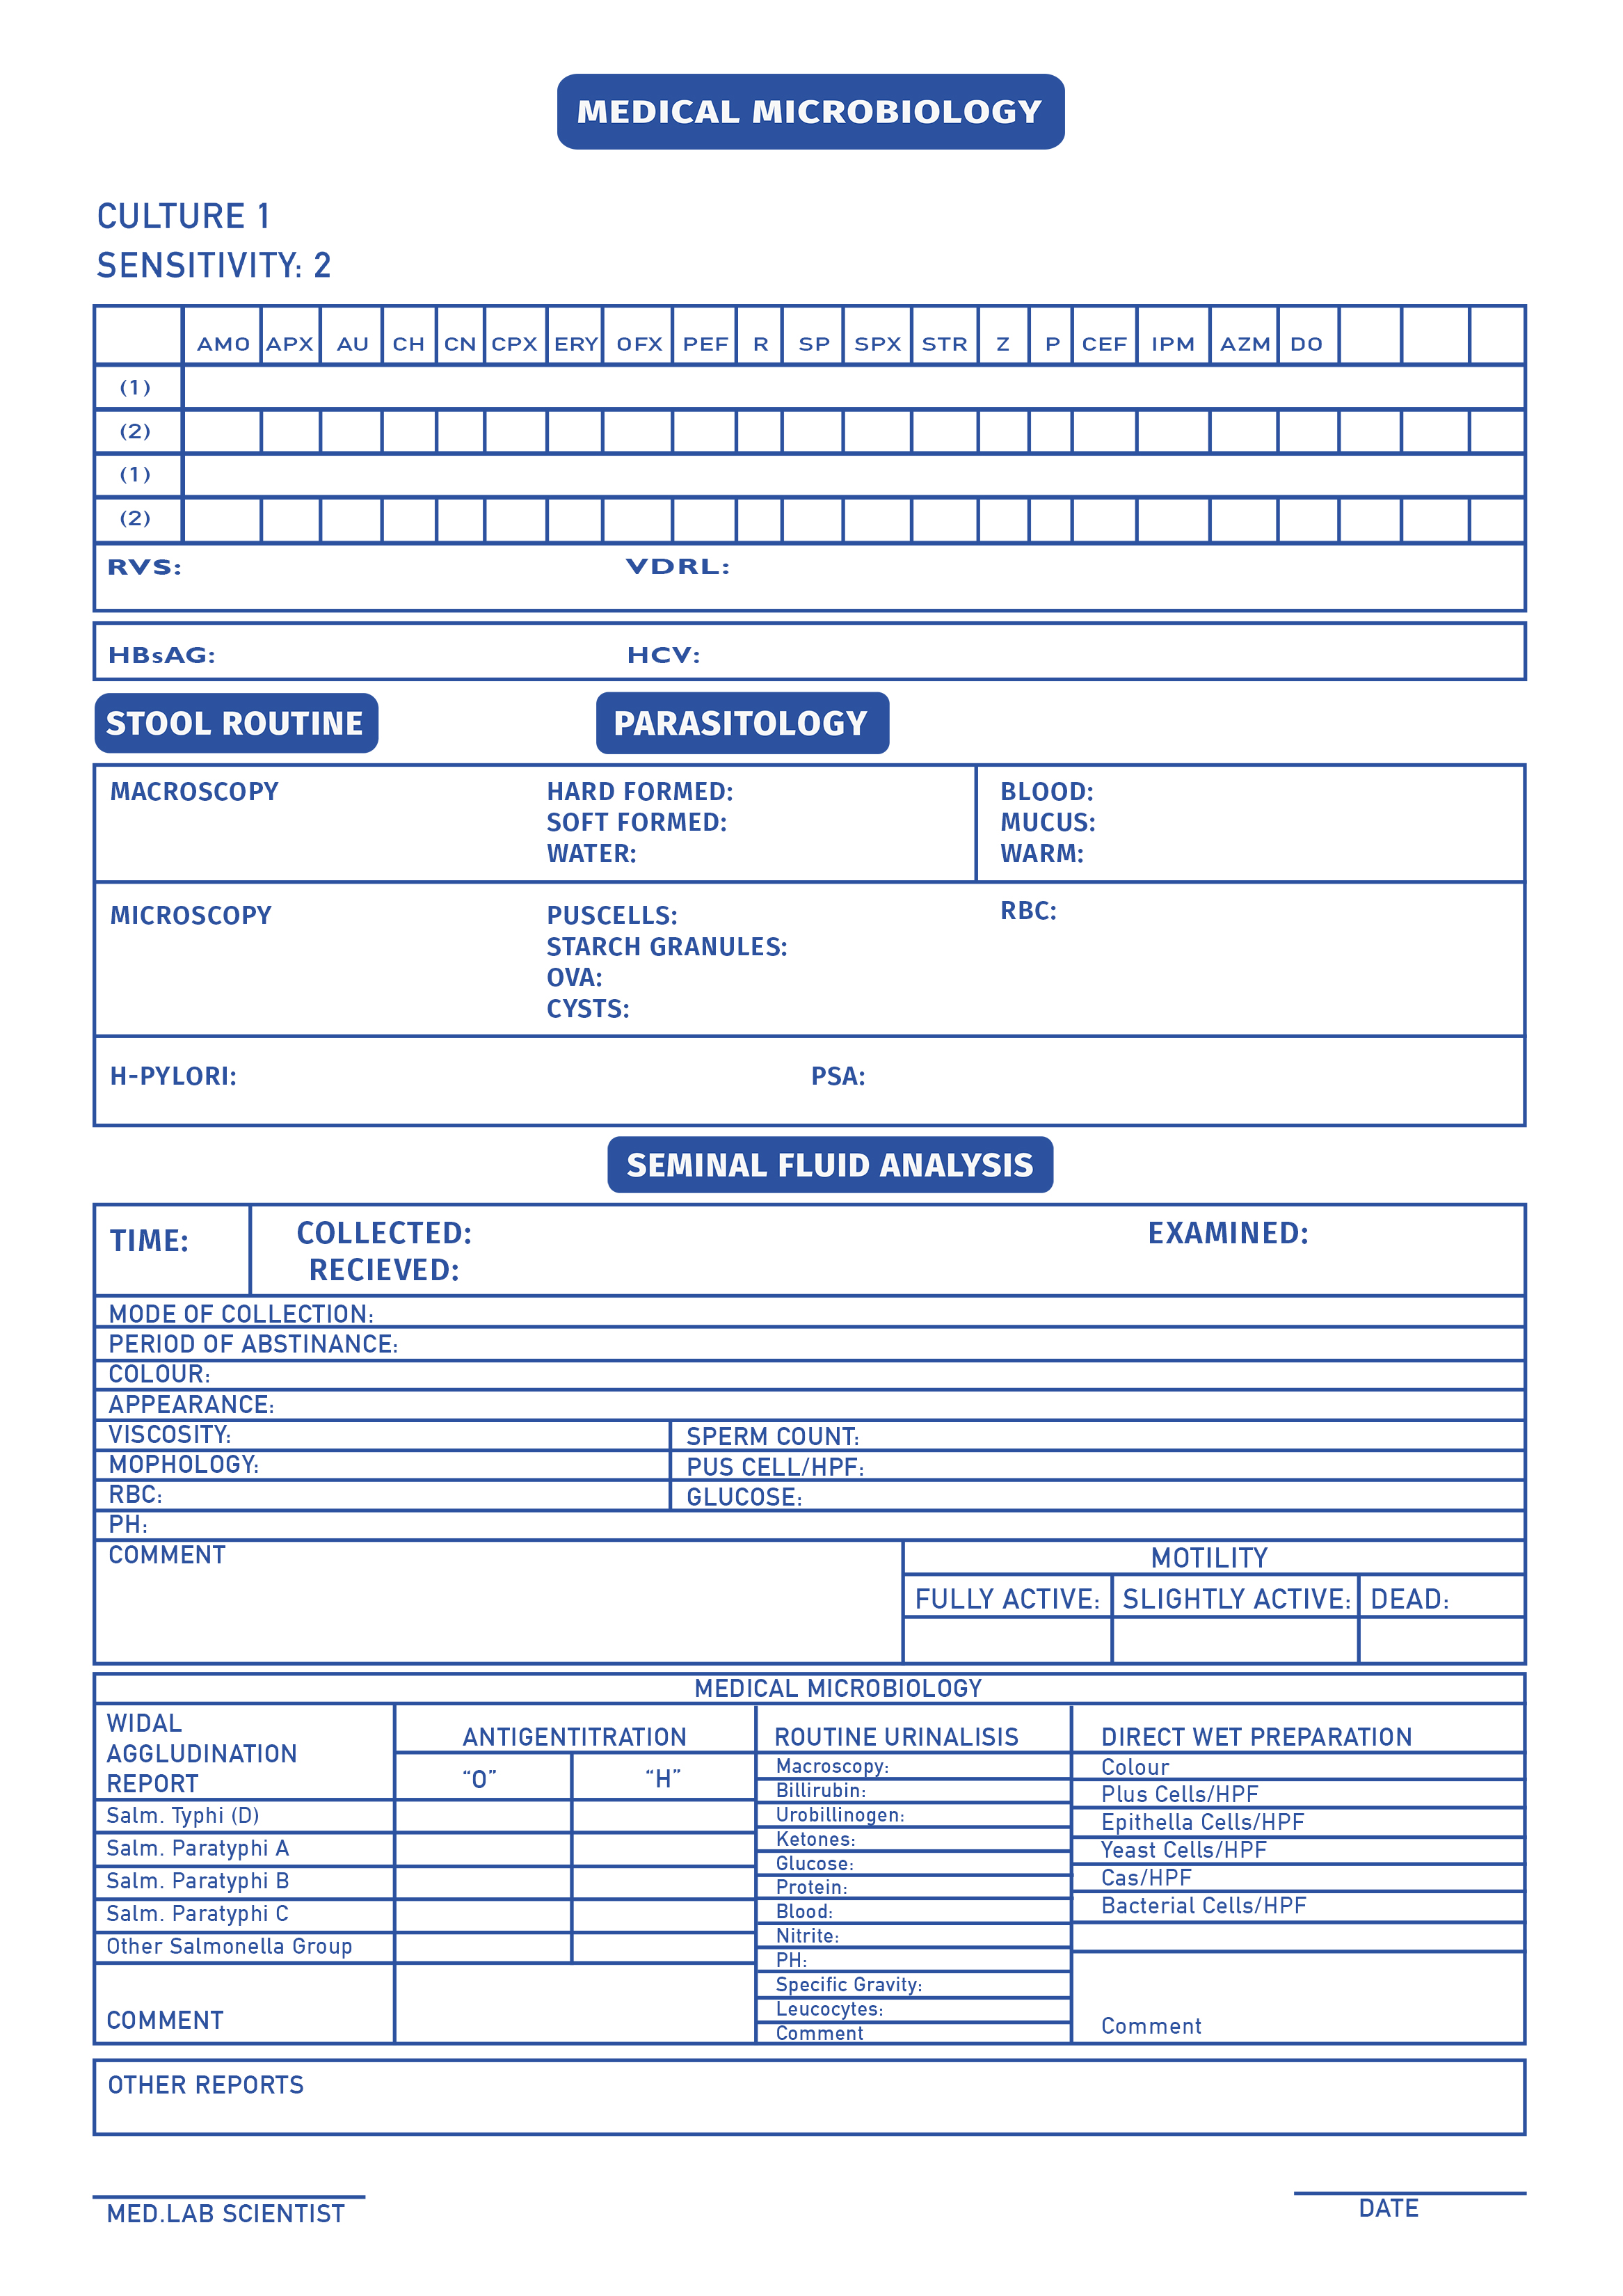 MEDICAL MICROBIOLOGY
CULTURE 1
SENSITIVITY: 2
AMO APX AU CH CN CPX ERY OFX PEF R SP SPX STR Z P CEF IPM AZM DO
(1)
(2)
(1)
(2)
RVS: VDRL:
HBsAG: HCV:
STOOL ROUTINE PARASITOLOGY
MACROSCOPY HARD FORMED: BLOOD:
SOFT FORMED: MUCUS:
WATER: WARM:
MICROSCOPY PUSCELLS: RBC:
STARCH GRANULES:
OVA:
CYSTS:
H-PYLORI: PSA:
SEMINAL FLUID ANALYSIS
TIME: COLLECTED: EXAMINED:
RECIEVED:
MODE OF COLLECTION:
PERIOD OF ABSTINANCE:
COLOUR:
APPEARANCE:
VISCOSITY: SPERM COUNT:
MOPHOLOGY: PUS CELL/HPF:
RBC: GLUCOSE:
PH:
COMMENT MOTILITY
FULLY ACTIVE: SLIGHTLY ACTIVE: DEAD:
MEDICAL MICROBIOLOGY
WIDAL
AGGLUDINATION
REPORT
ANTIGENTITRATION
“O” “H”
Salm. Typhi (D)
Salm. Paratyphi A
Salm. Paratyphi B
Salm. Paratyphi C
Other Salmonella Group
COMMENT
ROUTINE URINALISIS
Macroscopy:
Billirubin:
Urobillinogen:
Ketones:
Glucose:
Protein:
Blood:
Nitrite:
PH:
Specific Gravity:
Leucocytes:
Comment
DIRECT WET PREPARATION
Colour
Plus Cells/HPF
Epithella Cells/HPF
Yeast Cells/HPF
Cas/HPF
Bacterial Cells/HPF
Comment
OTHER REPORTS
MED.LAB SCIENTIST DATE